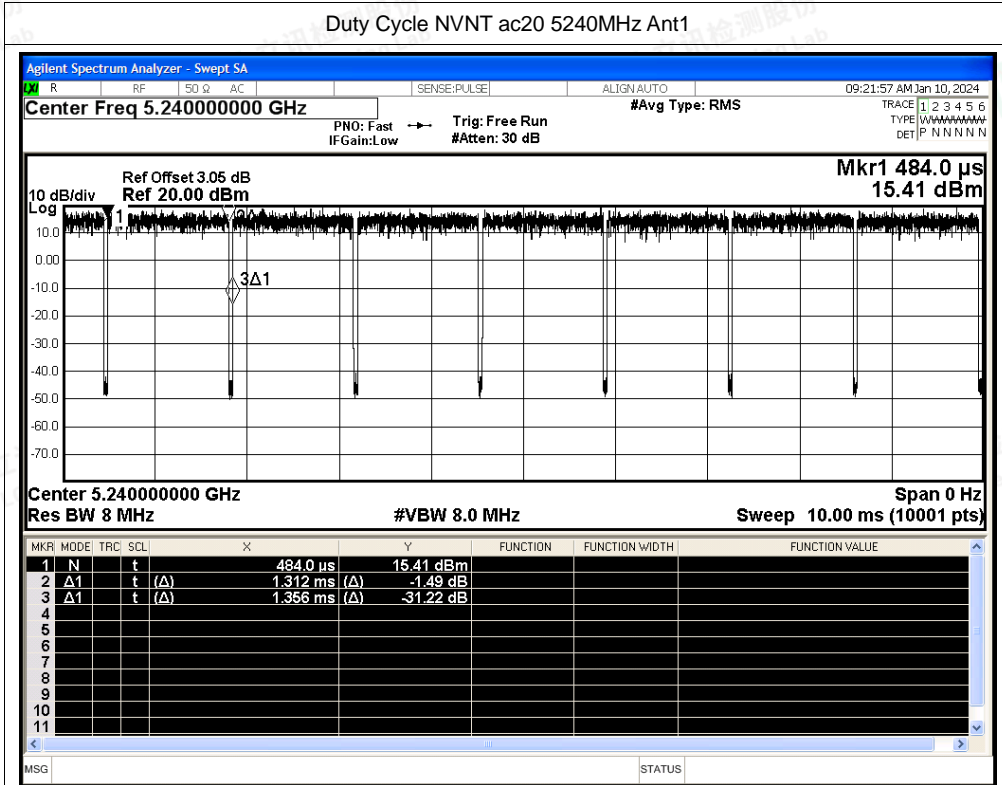 Duty Cycle NVNT ac20 5240MHz Ant1
Agilent Spectrum Analyzer - Swept SA
LXI R RF 50 Ω AC SENSE:PULSE ALIGN AUTO 09:21:57 AM Jan 10, 2024
Center Freq 5.240000000 GHz #Avg Type: RMS TRACE 1 2 3 4 5 6
PNO: Fast Trig: Free Run TYPE WWWWWW
IFGain:Low #Atten: 30 dB DET P N N N N N
Mkr1 484.0 µs
Ref Offset 3.05 dB
10 dB/div Ref 20.00 dBm 15.41 dBm
Log
1
10.0
0.00
3Δ1
-10.0
-20.0
-30.0
-40.0
-50.0
-60.0
-70.0
Center 5.240000000 GHz Span 0 Hz
Res BW 8 MHz #VBW 8.0 MHz Sweep 10.00 ms (10001 pts)
MKR MODE TRC SCL X Y FUNCTION FUNCTION WIDTH FUNCTION VALUE
1 N t 484.0 µs 15.41 dBm
2 Δ1 t (Δ) 1.312 ms (Δ) -1.49 dB
3 Δ1 t (Δ) 1.356 ms (Δ) -31.22 dB
4
5
6
7
8
9
10
11
MSG STATUS